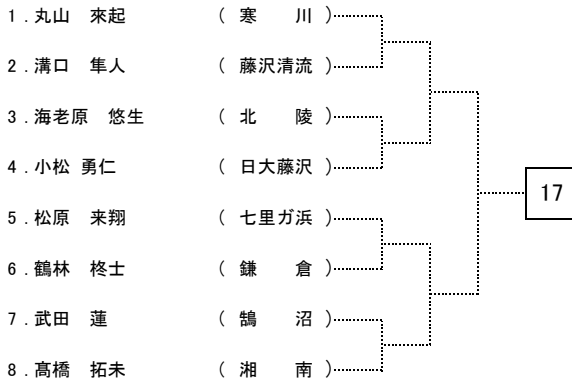 1．丸山　來起　（ 寒　　川 ）
2．溝口　隼人　（ 藤沢清流 ）
3．海老原　悠生　（ 北　　陵 ）
4．小松 勇仁　（ 日大藤沢 ）
17
5．松原　来翔　（ 七里ガ浜 ）
6．鶴林　柊士　（ 鎌　　倉 ）
7．武田　蓮　（ 鵠　　沼 ）
8．髙橋　拓未　（ 湘　　南 ）